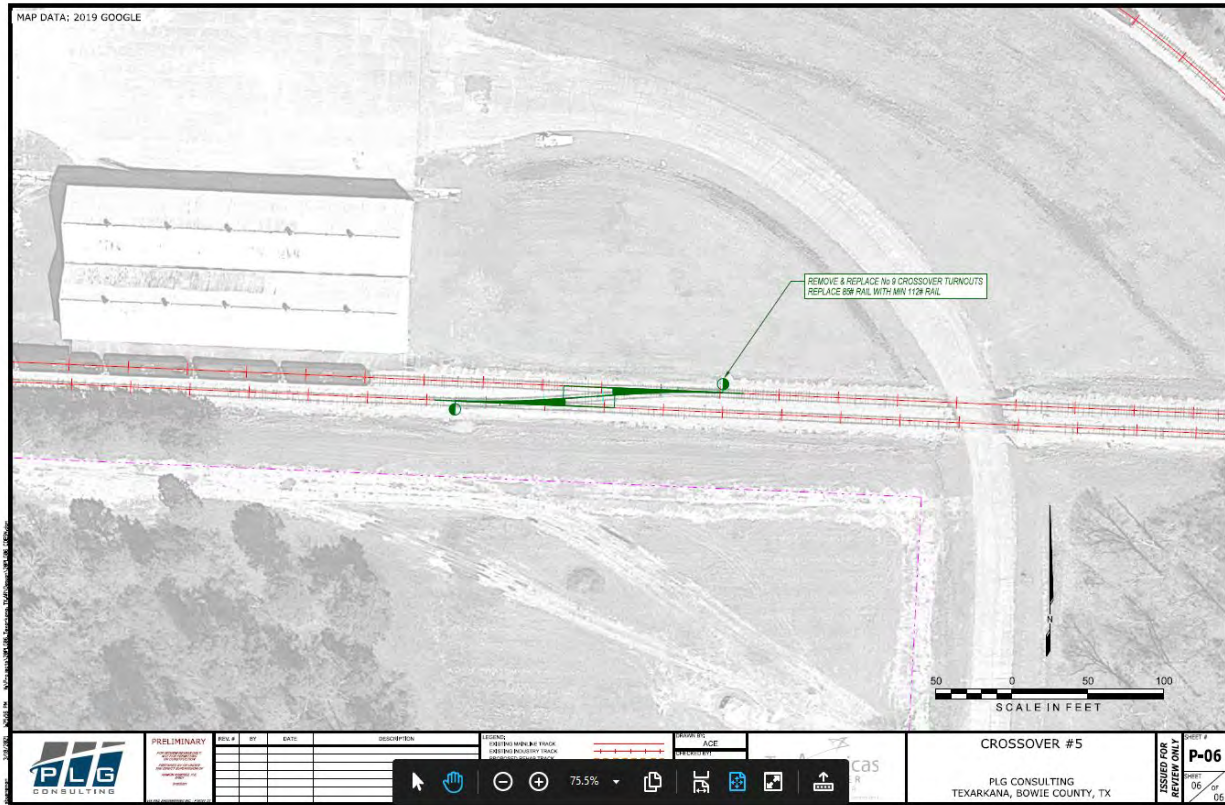 MAP DATA: 2019 GOOGLE
REMOVE & REPLACE No 9 CROSSOVER TURNOUTS
REPLACE 85# RAIL WITH MIN 112# RAIL
N
50 0 50 100
SCALE IN FEET
PLG
CONSULTING
PRELIMINARY
REV. # BY DATE DESCRIPTION
LEGEND:
EXISTING MAINLINE TRACK
EXISTING INDUSTRY TRACK
DRAWN BY:
ACE
CHECKED BY:
75.5%
CROSSOVER #5
PLG CONSULTING
TEXARKANA, BOWIE COUNTY, TX
ISSUED FOR
REVIEW ONLY
SHEET #
P-06
SHEET
06 OF 06